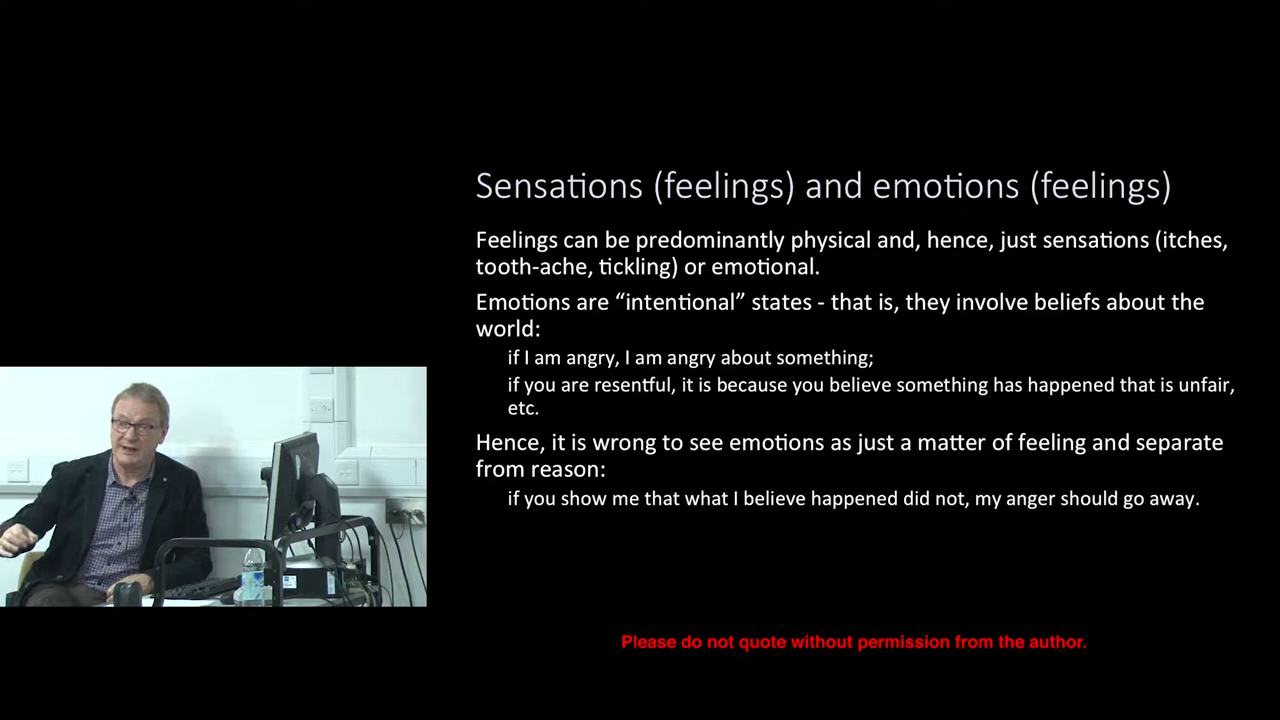 Sensations (feelings) and emotions (feelings)
Feelings can be predominantly physical and, hence, just sensations (itches,
tooth-ache, tickling) or emotional.
Emotions are “intentional” states - that is, they involve beliefs about the
world:
if I am angry, I am angry about something;
if you are resentful, it is because you believe something has happened that is unfair,
etc.
Hence, it is wrong to see emotions as just a matter of feeling and separate
from reason:
if you show me that what I believe happened did not, my anger should go away.
Please do not quote without permission from the author.